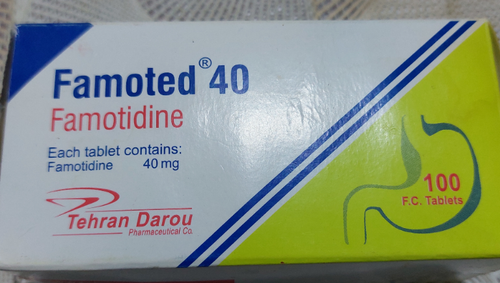 Famoted® 40
Famotidine
Each tablet contains:
Famotidine 40 mg
Tehran Darou
Pharmaceutical Co.
100
F.C. Tablets